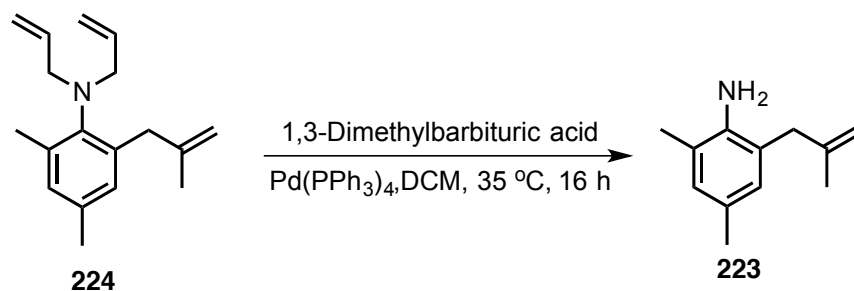 N
NH2
1,3-Dimethylbarbituric acid
Pd(PPh3)4,DCM, 35 oC, 16 h
224
223